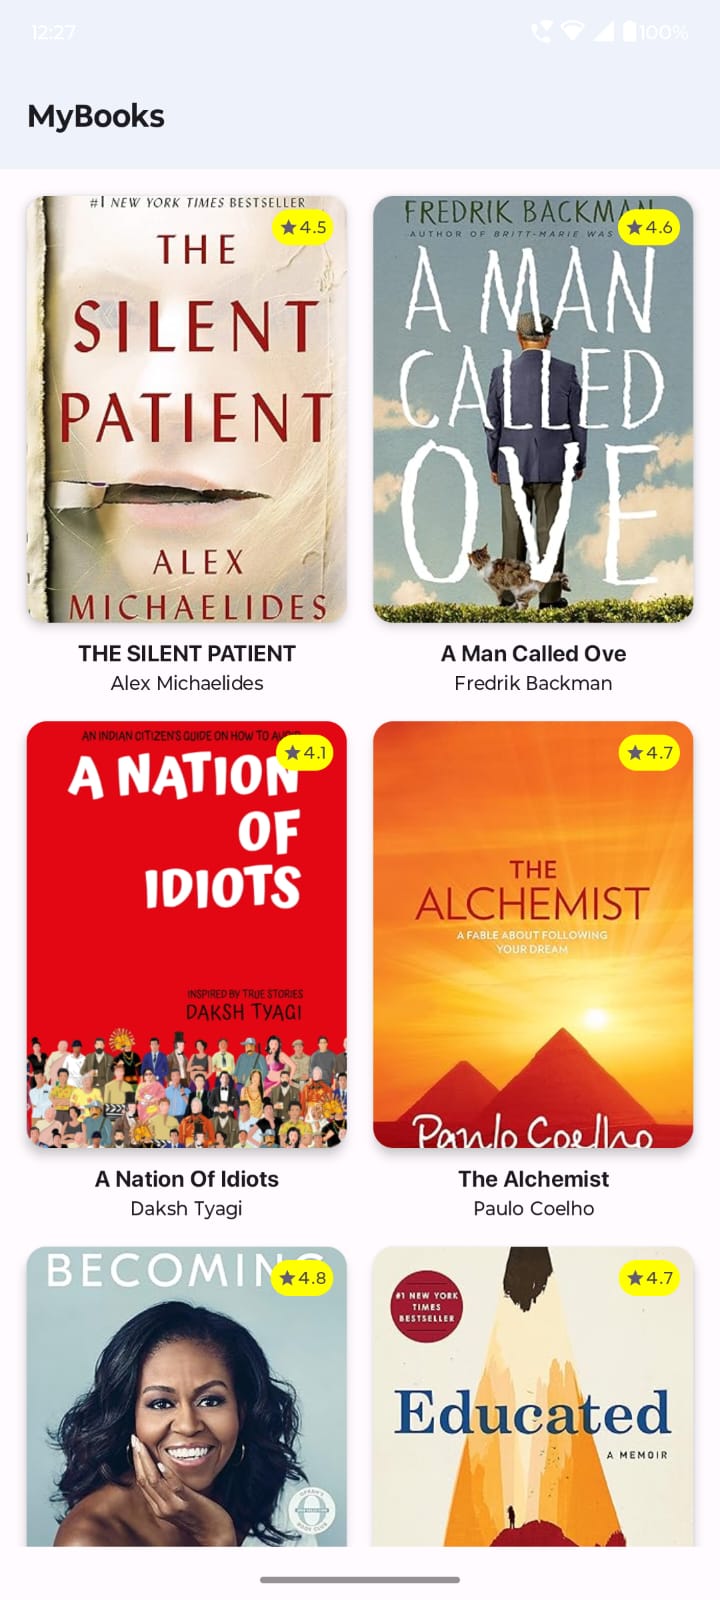 12:27
100%
MyBooks
#1 NEW YORK TIMES BESTSELLER
4.5
THE
SILENT
PATIENT
ALEX
MICHAELIDES
THE SILENT PATIENT
Alex Michaelides
FREDRIK BACKMAN
4.6
AUTHOR OF BRITT-MARIE WAS
A MAN
CALLED
OVE
A Man Called Ove
Fredrik Backman
AN INDIAN CITIZEN'S GUIDE ON HOW TO
4.1
A NATION
OF
IDIOTS
INSPIRED BY TRUE STORIES
DAKSH TYAGI
A Nation Of Idiots
Daksh Tyagi
4.7
THE
ALCHEMIST
A FABLE ABOUT FOLLOWING
YOUR DREAM
Paulo Coelho
The Alchemist
Paulo Coelho
BECOMING
4.8
4.7
#1 NEW YORK
TIMES
BESTSELLER
Educated
A MEMOIR